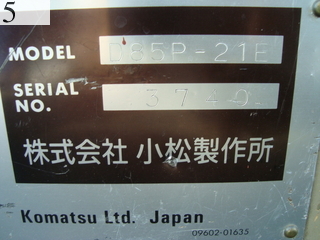 5
MODEL D85P-21E
SERIAL
NO.
株式会社 小松製作所
Komatsu Ltd. Japan
09602-01635